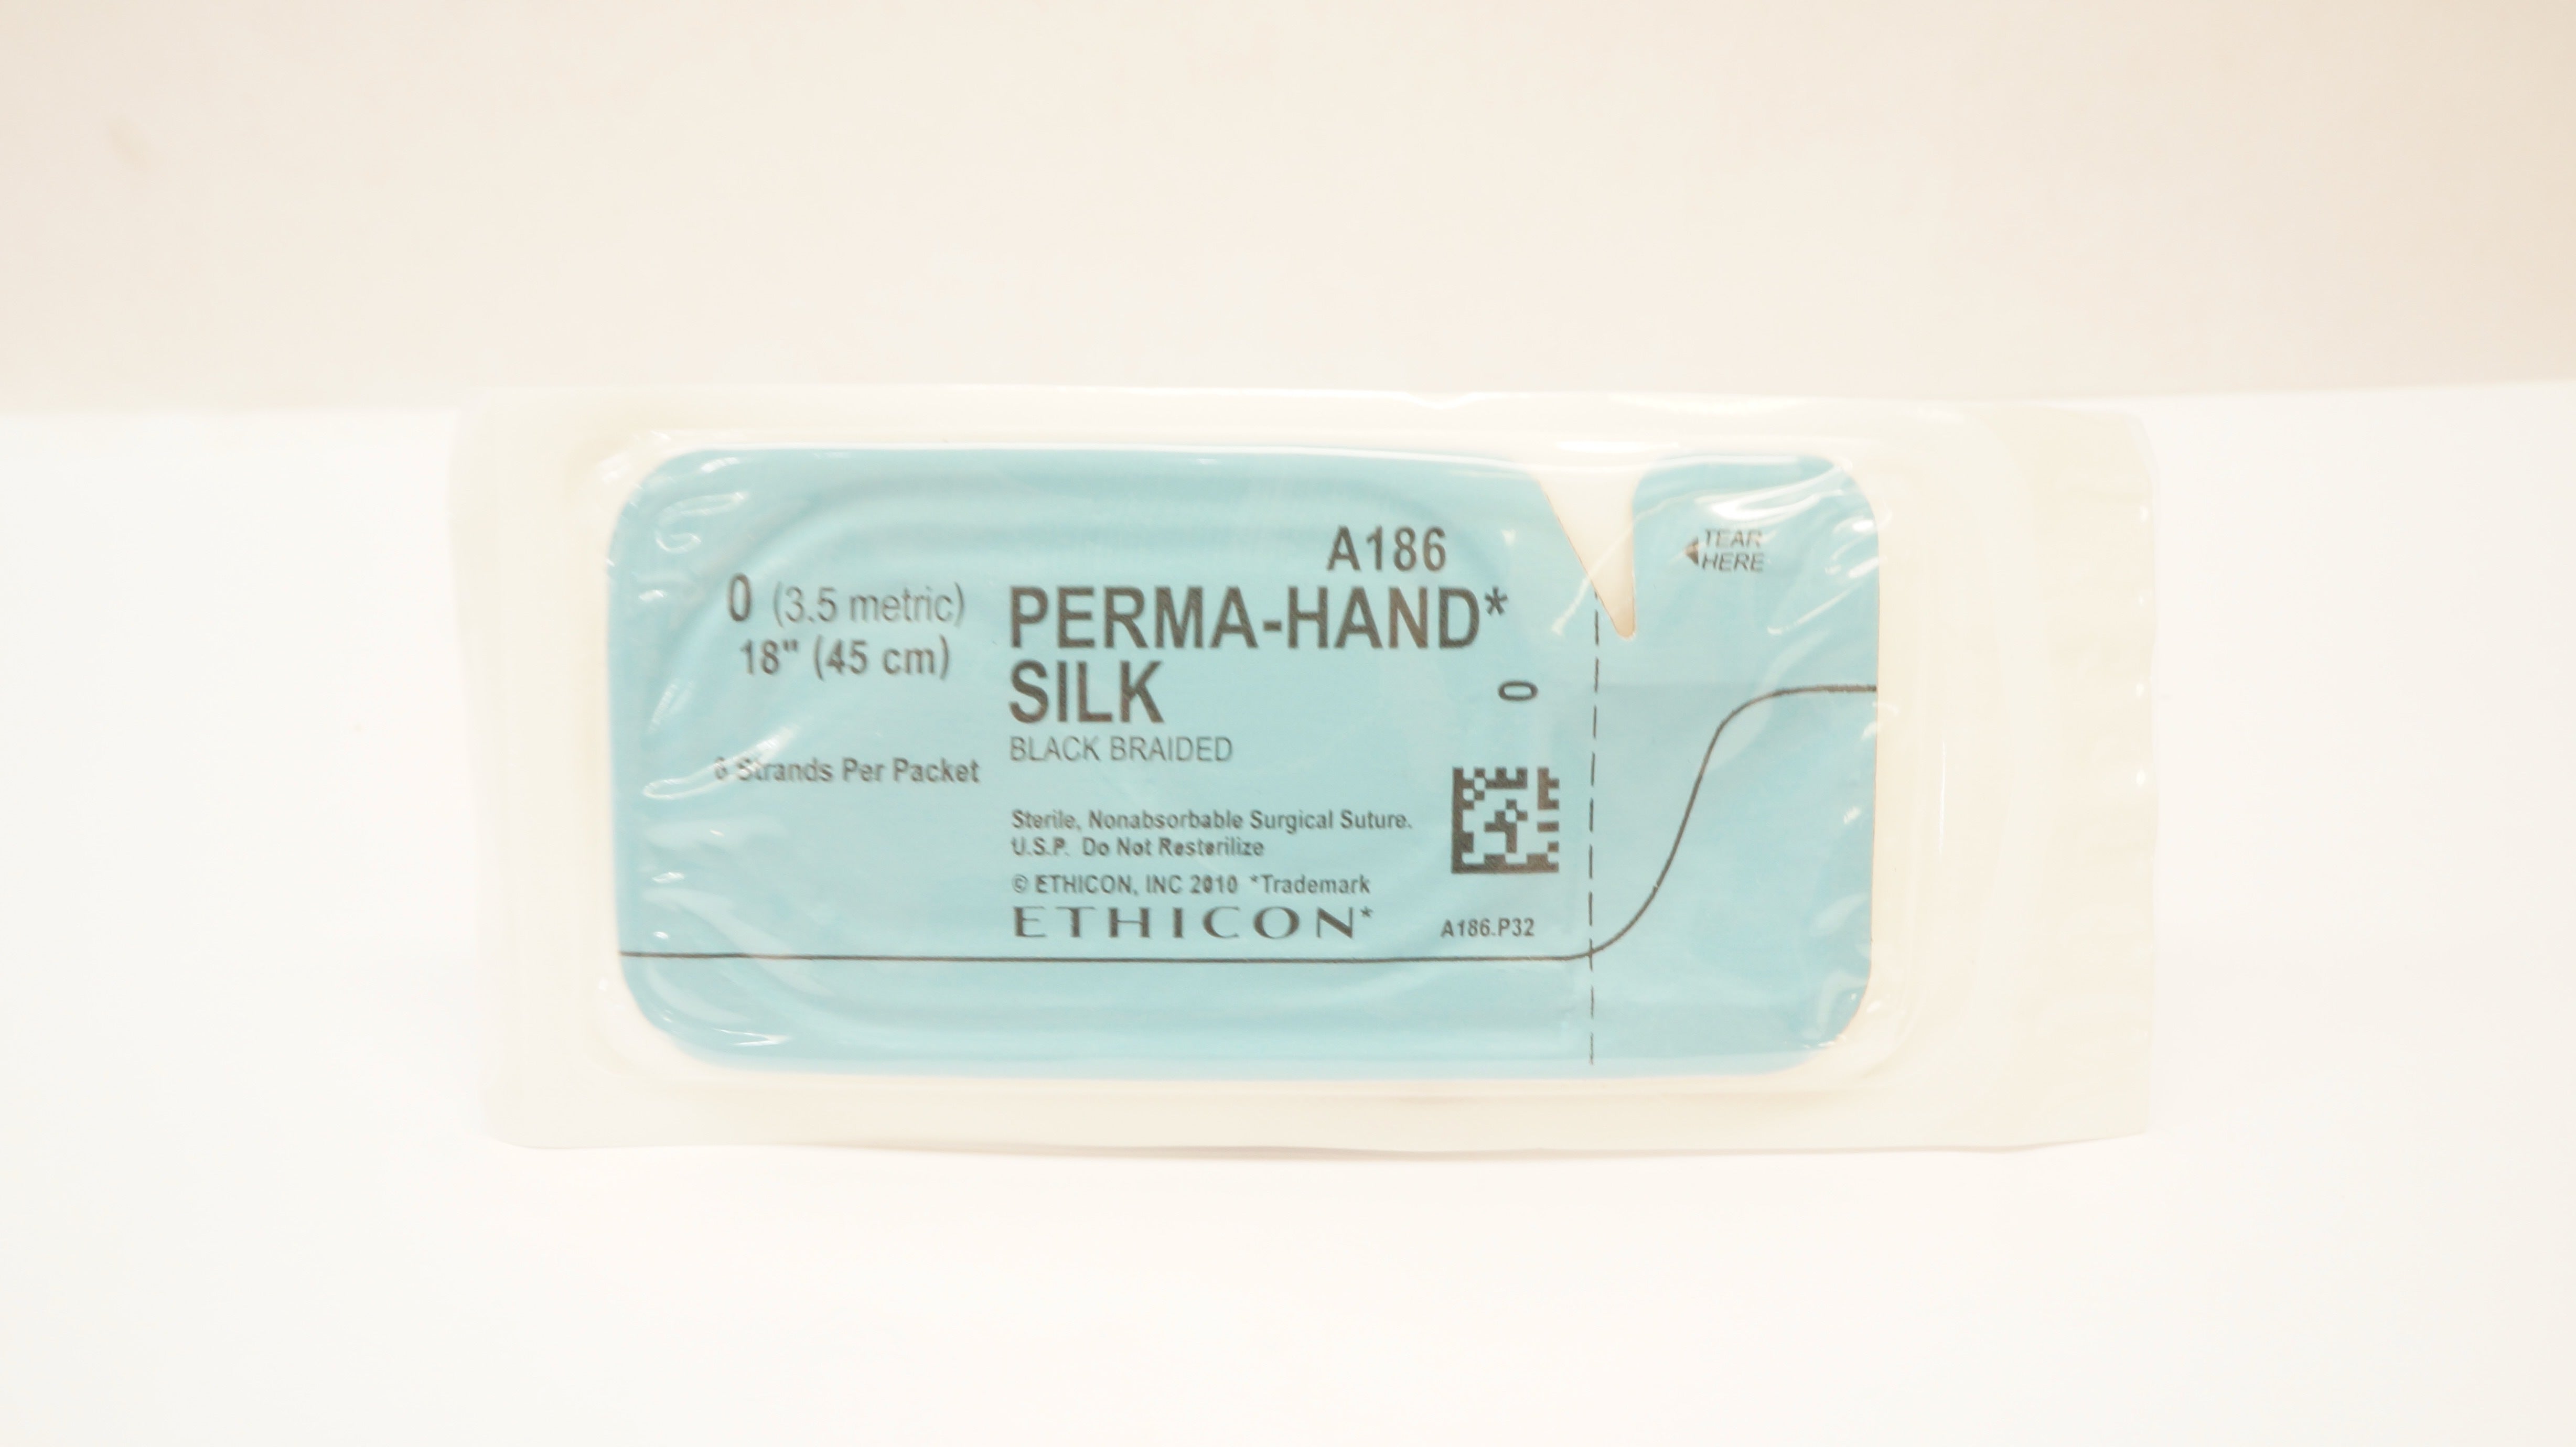 A186
0 (3.5 metric)
18" (45 cm)
PERMA-HAND*
SILK
BLACK BRAIDED
Strands Per Packet
0
TEAR
HERE
Sterile, Nonabsorbable Surgical Suture.
U.S.P. Do Not Resterilize
© ETHICON, INC 2010 *Trademark
ETHICON*
A186.P32